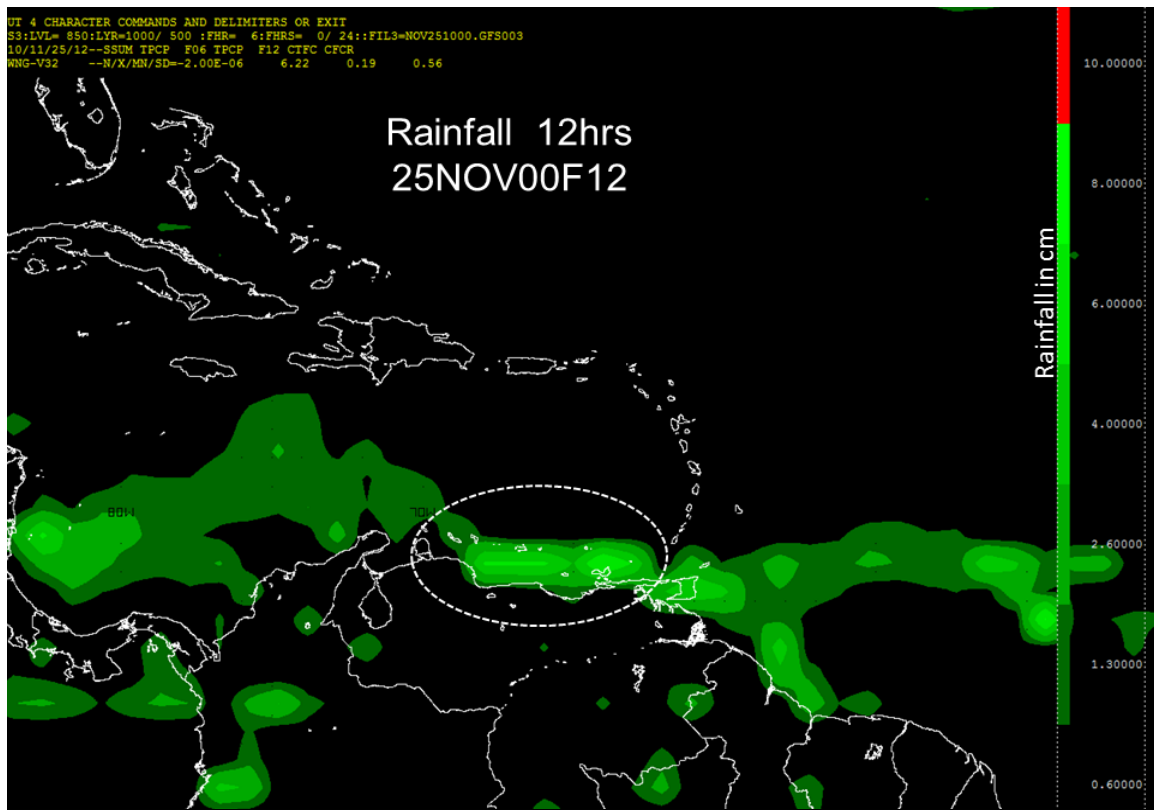 UT 4 CHARACTER COMMANDS AND DELIMITERS OR EXIT
S3:LVL= 850:LYR=1000/ 500 :FHR=  6:FHRS=  0/ 24::FIL3=NOV251000.GFS003
10/11/25/12--SSUM TPCP  F06 TPCP  F12 CTFC CFCR
WNG-V32    --N/X/MN/SD=-2.00E-06    6.22    0.19    0.56
Rainfall 12hrs
25NOV00F12
10.00000
8.00000
6.00000
4.00000
2.60000
1.30000
0.60000
Rainfall in cm
80W
70W